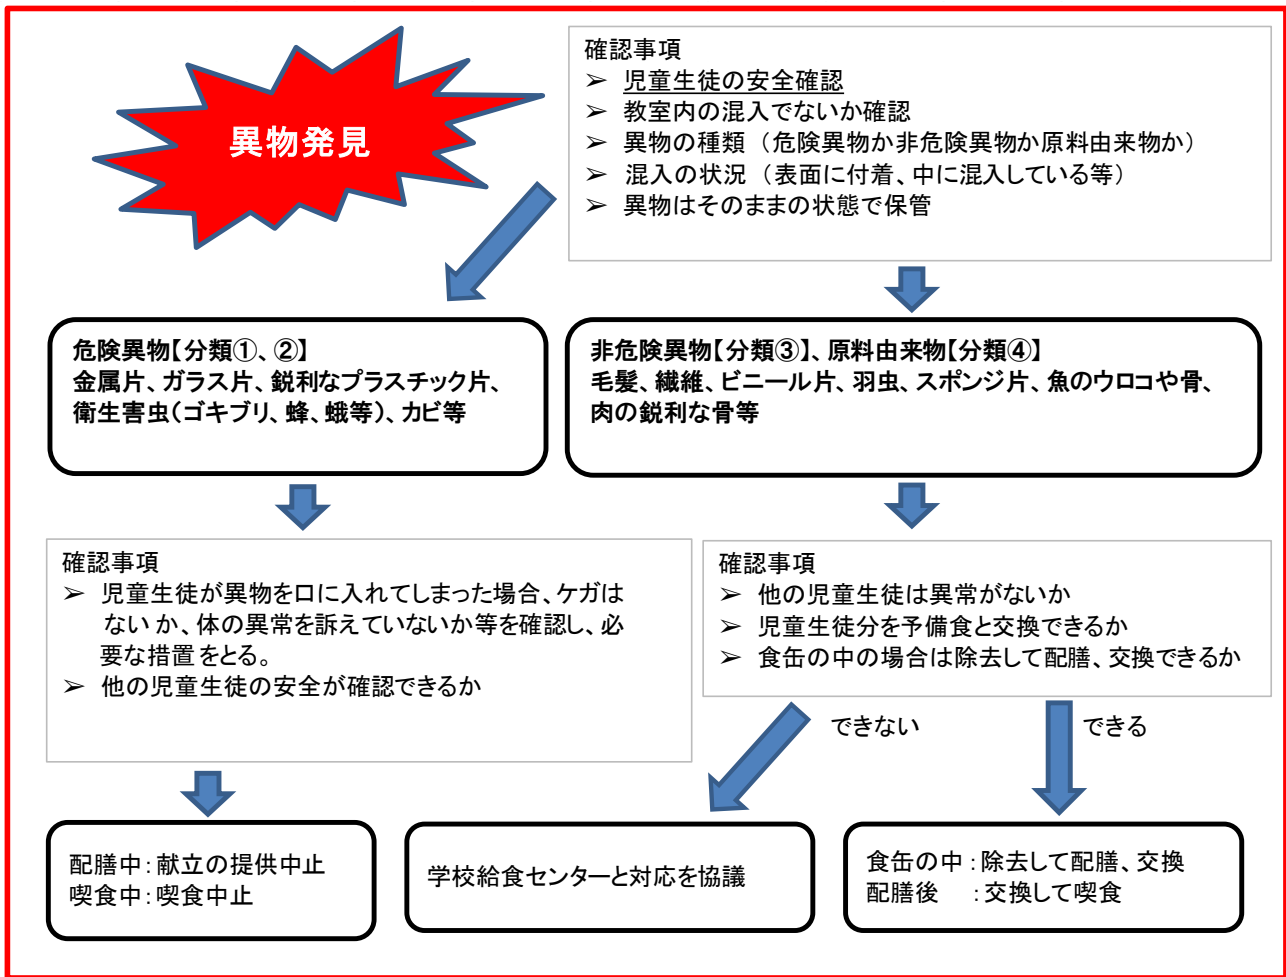 異物発見
確認事項
➢ 児童生徒の安全確認
➢ 教室内の混入でないか確認
➢ 異物の種類（危険異物か非危険異物か原料由来物か）
➢ 混入の状況（表面に付着、中に混入している等）
➢ 異物はそのままの状態で保管
危険異物【分類①、②】
金属片、ガラス片、鋭利なプラスチック片、
衛生害虫（ゴキブリ、蜂、蛾等）、カビ等
非危険異物【分類③】、原料由来物【分類④】
毛髪、繊維、ビニール片、羽虫、スポンジ片、魚のウロコや骨、
肉の鋭利な骨等
確認事項
➢ 児童生徒が異物を口に入れてしまった場合、ケガは
ないか、体の異常を訴えていないか等を確認し、必
要な措置をとる。
➢ 他の児童生徒の安全が確認できるか
確認事項
➢ 他の児童生徒は異常がないか
➢ 児童生徒分を予備食と交換できるか
➢ 食缶の中の場合は除去して配膳、交換できるか
できない
できる
配膳中：献立の提供中止
喫食中：喫食中止
学校給食センターと対応を協議
食缶の中：除去して配膳、交換
配膳後　：交換して喫食